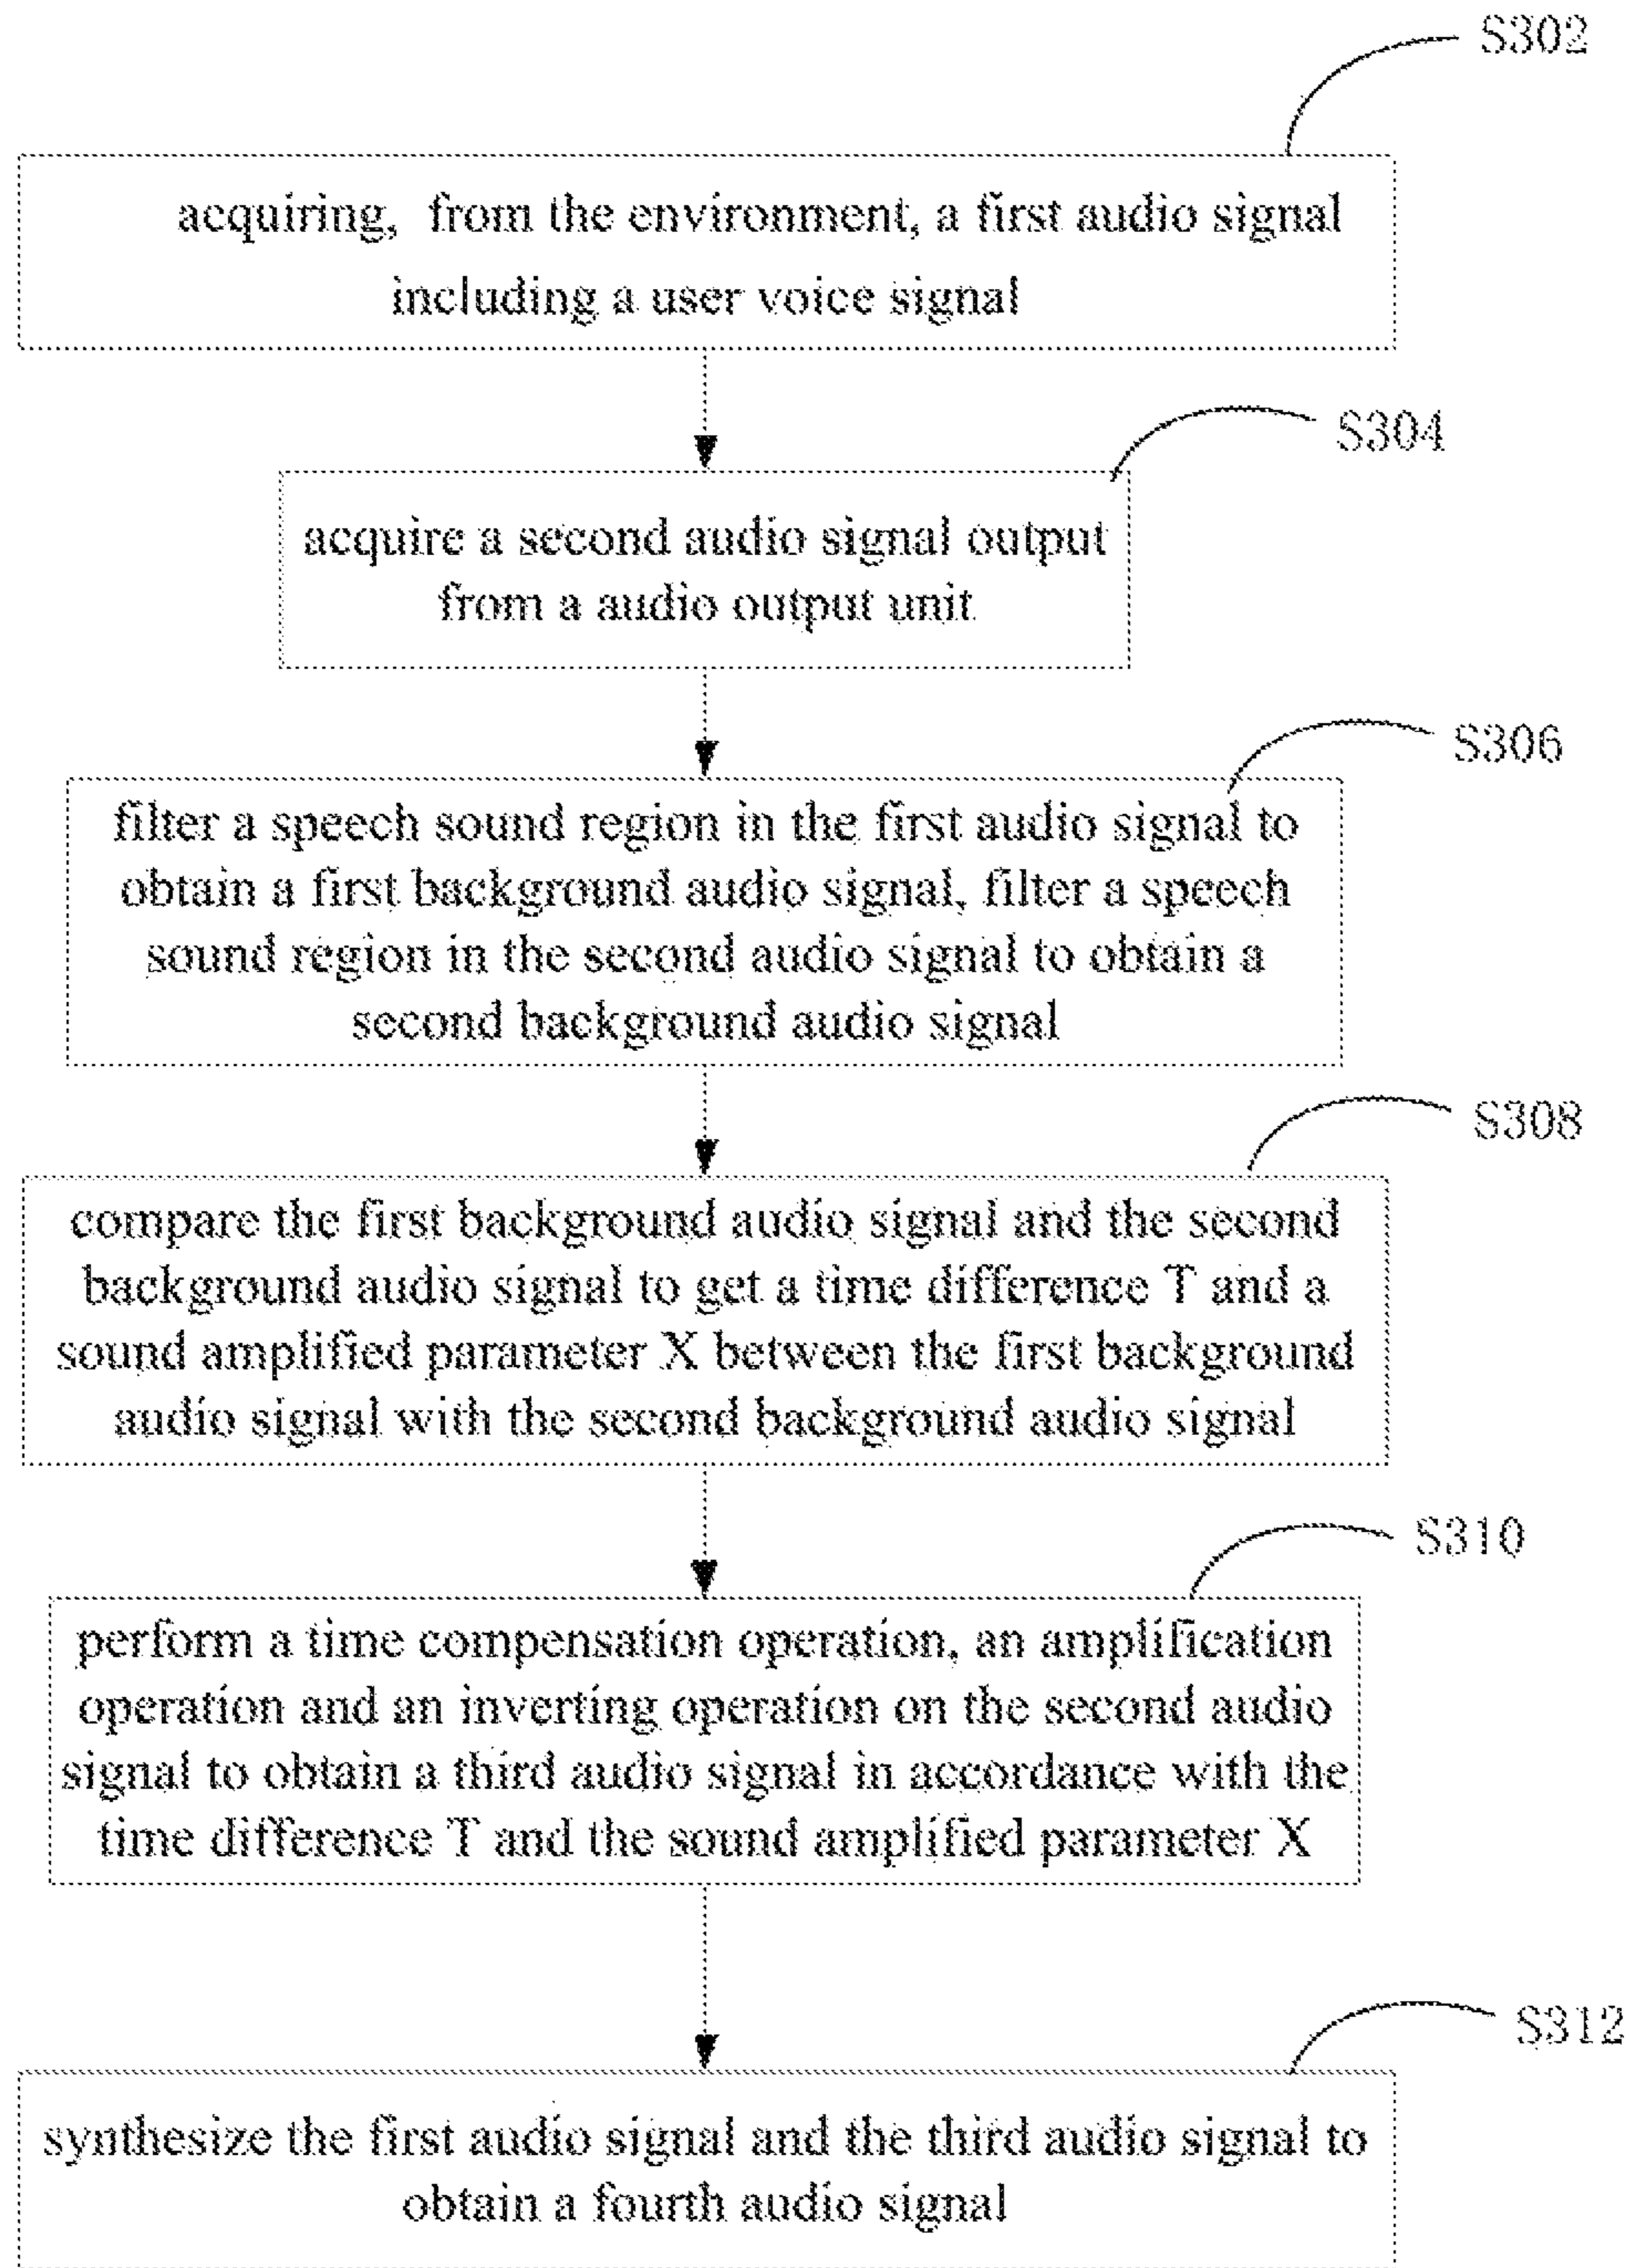 S302
acquiring, from the environment, a first audio signal
including a user voice signal
S304
acquire a second audio signal output
from a audio output unit
S306
filter a speech sound region in the first audio signal to
obtain a first background audio signal, filter a speech
sound region in the second audio signal to obtain a
second background audio signal
S308
compare the first background audio signal and the second
background audio signal to get a time difference T and a
sound amplified parameter X between the first background
audio signal with the second background audio signal
S310
perform a time compensation operation, an amplification
operation and an inverting operation on the second audio
signal to obtain a third audio signal in accordance with the
time difference T and the sound amplified parameter X
S312
synthesize the first audio signal and the third audio signal to
obtain a fourth audio signal